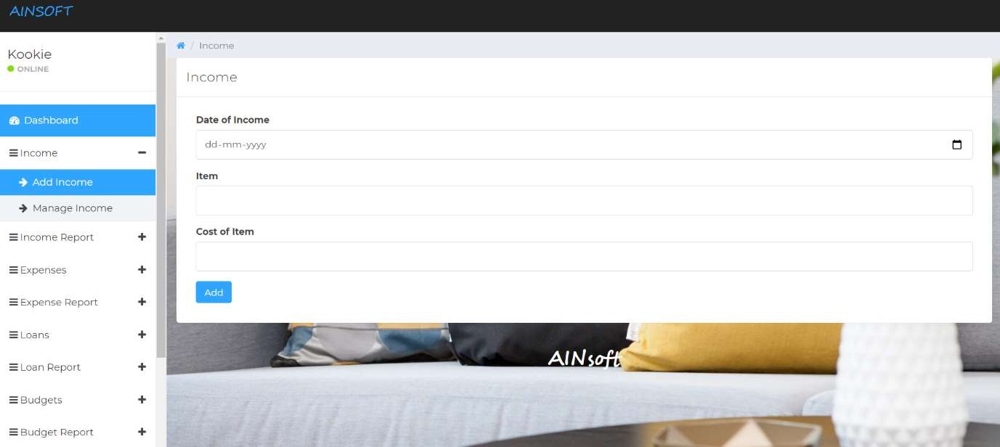 AINSOFT
Kookie
ONLINE
Dashboard
Income
Add Income
Manage Income
Income Report
Expenses
Expense Report
Loans
Loan Report
Budgets
Budget Report
/ Income
Income
Date of Income
dd-mm-yyyy
Item
Cost of Item
Add
AINsoft